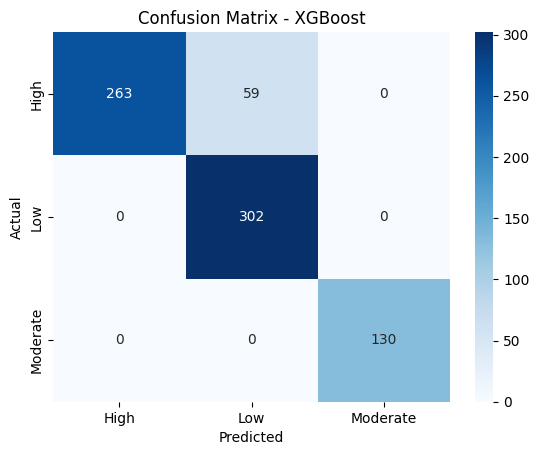 Confusion Matrix - XGBoost
300
250
200
150
100
50
0
Actual
High
Low
Moderate
263 59 0
0 302 0
0 0 130
High Low Moderate
Predicted